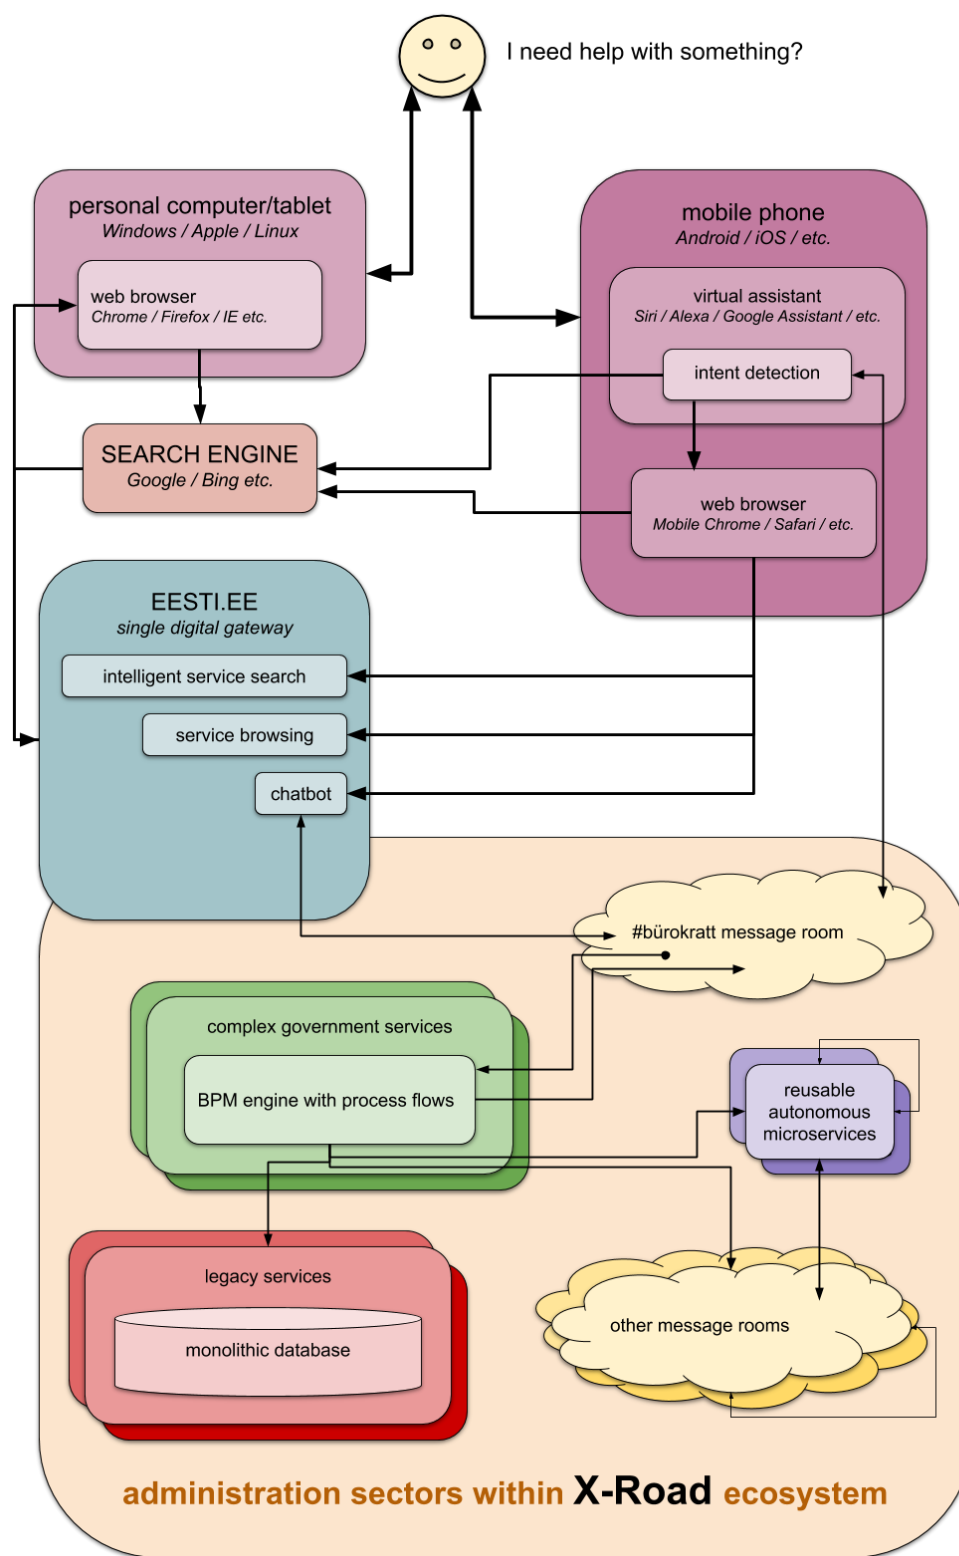 I need help with something?
personal computer/tablet
Windows / Apple / Linux
web browser
Chrome / Firefox / IE etc.
mobile phone
Android / iOS / etc.
virtual assistant
Siri / Alexa / Google Assistant / etc.
intent detection
SEARCH ENGINE
Google / Bing etc.
web browser
Mobile Chrome / Safari / etc.
EESTI.EE
single digital gateway
intelligent service search
service browsing
chatbot
#bürokratt message room
complex government services
BPM engine with process flows
reusable
autonomous
microservices
legacy services
monolithic database
other message rooms
administration sectors within X-Road ecosystem